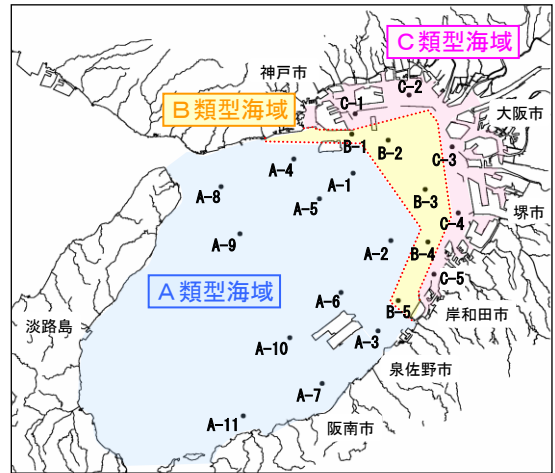 C類型海域
神戸市
C-2
B類型海域
C-1
大阪市
B-1
B-2
C-3
A-4
A-1
A-8
A-5
B-3
堺市
C-4
A-9
A-2
B-4
C-5
A類型海域
A-6
B-5
岸和田市
淡路島
A-3
A-10
泉佐野市
A-7
A-11
阪南市